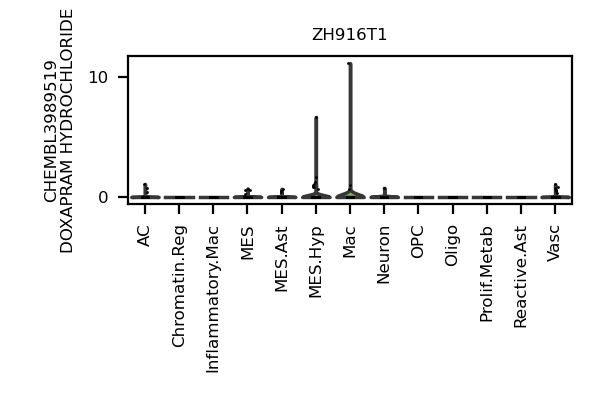 ZH916T1
CHEMBL3989519
DOXAPRAM HYDROCHLORIDE
10
0
AC
Chromatin.Reg
Inflammatory.Mac
MES
MES.Ast
MES.Hyp
Mac
Neuron
OPC
Oligo
Prolif.Metab
Reactive.Ast
Vasc